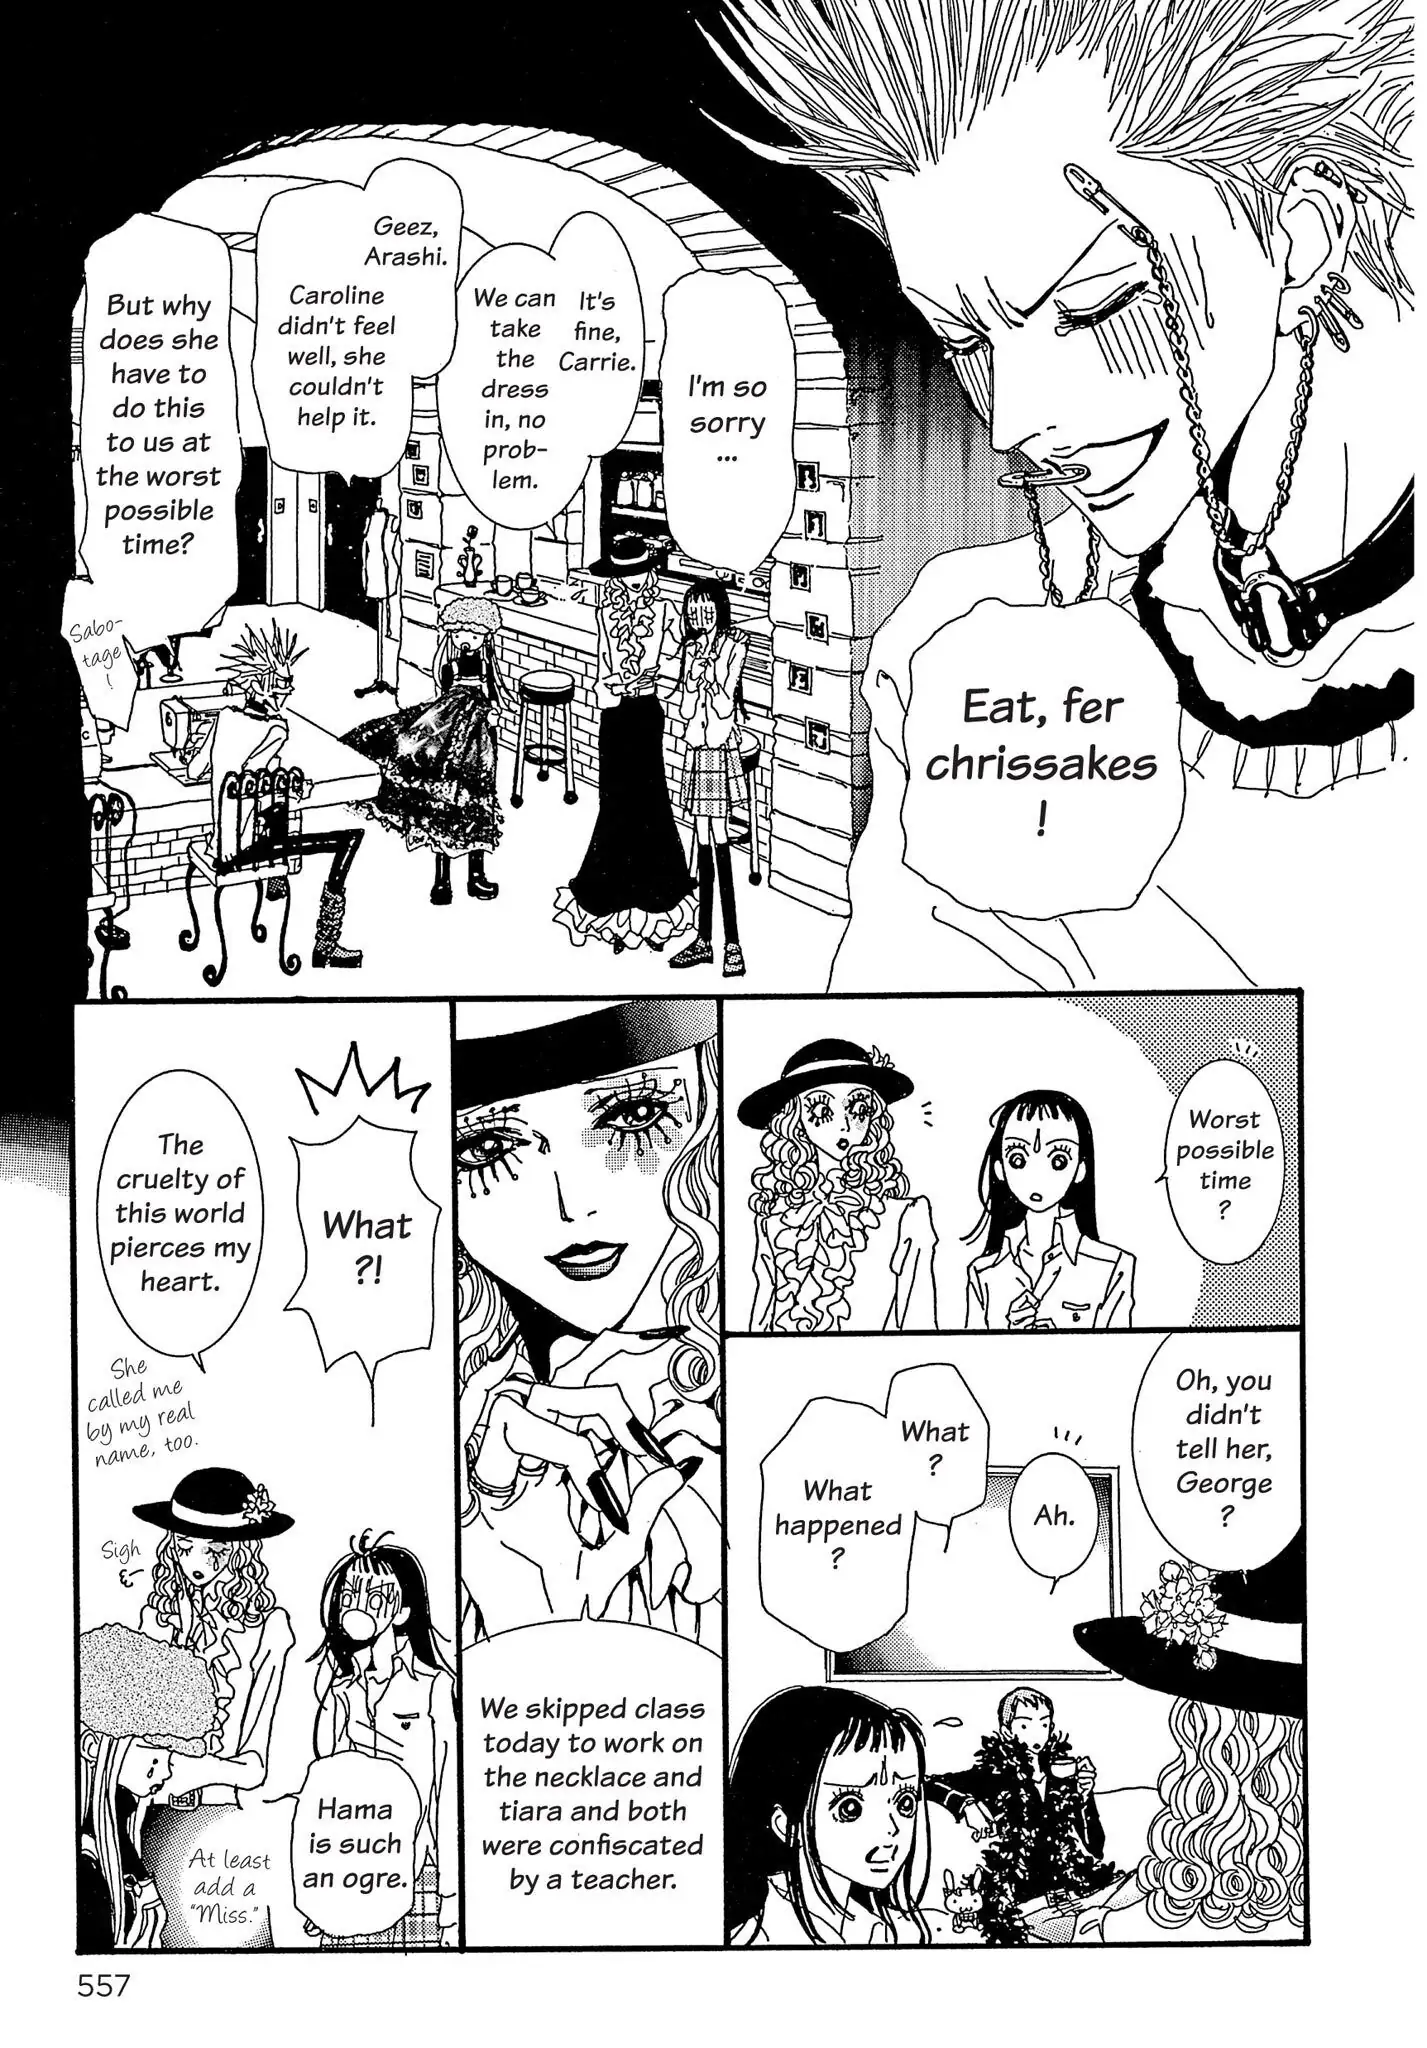 Eat, fer
chrissakes
!
I'm so
sorry
...
It's
fine,
Carrie.
We can
take
the
dress
in, no
prob-
lem.
Geez,
Arashi.
Caroline
didn't feel
well, she
couldn't
help it.
But why
does she
have to
do this
to us at
the worst
possible
time?
Sabo-
tage
!
Worst
possible
time
?
Oh, you
didn't
tell her,
George
?
Ah.
What
?
What
happened
?
We skipped class
today to work on
the necklace and
tiara and both
were confiscated
by a teacher.
What
?!
The
cruelty of
this world
pierces my
heart.
She
called me
by my real
name, too.
Sigh
Hama
is such
an ogre.
At least
add a
"Miss."
557